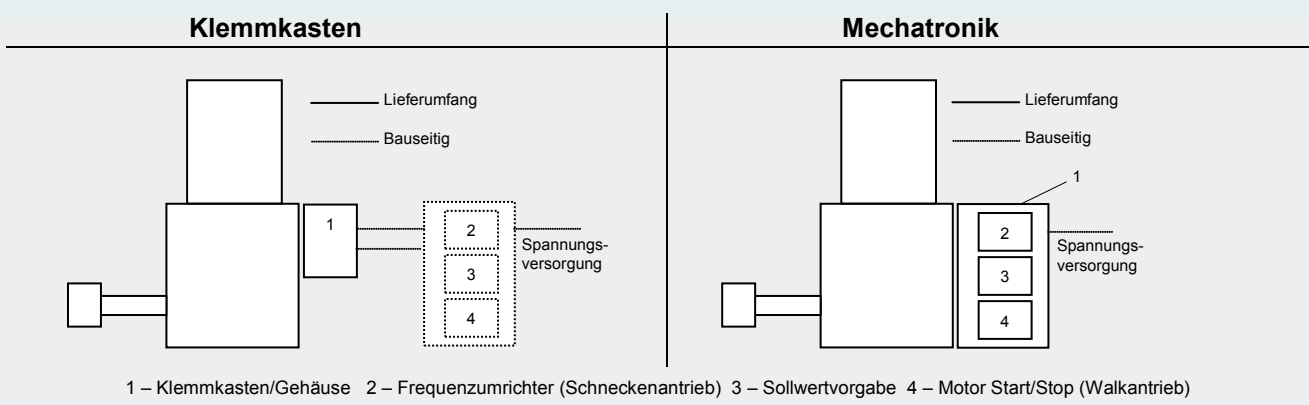 Klemmkasten
Lieferumfang
Bauseitig
1
2
3
4
Spannungs-
versorgung
Mechatronik
Lieferumfang
Bauseitig
1
2
3
4
Spannungs-
versorgung
1 – Klemmkasten/Gehäuse 2 – Frequenzumrichter (Schneckenantrieb) 3 – Sollwertvorgabe 4 – Motor Start/Stop (Walkantrieb)